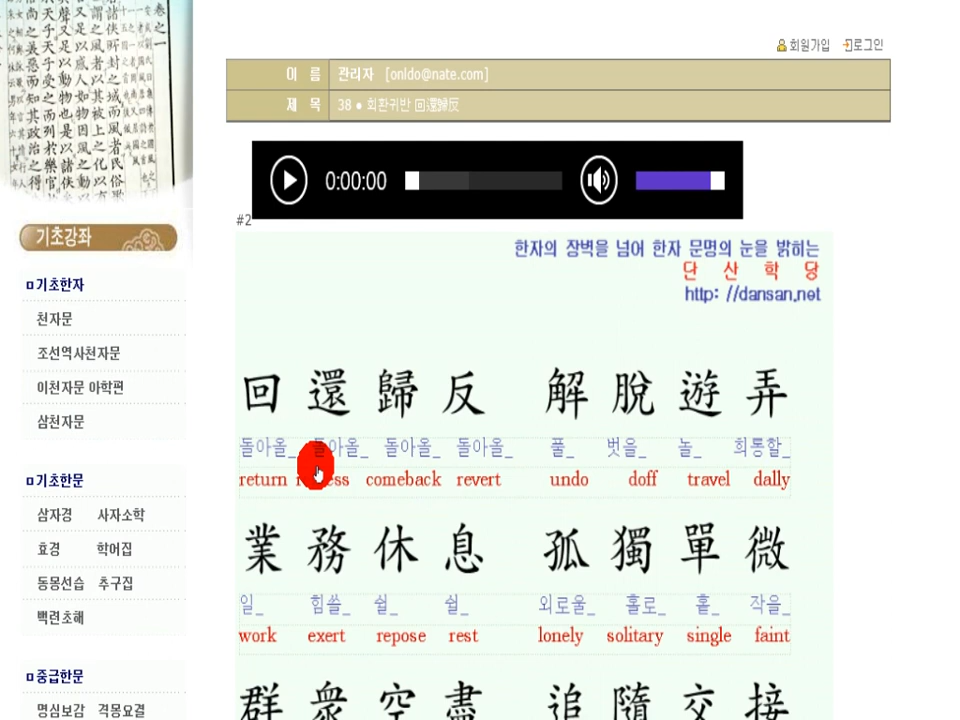 회원가입 로그인
이 름 관리자 [onldo@nate.com]
제 목 38 ● 회환귀반 回還歸反
0:00:00
#2
한자의 장벽을 넘어 한자 문명의 눈을 밝히는
단 산 학 당
http: //dansan.net
기초강좌
기초한자
천자문
조선역사천자문
이천자문 아학편
삼천자문
기초한문
삼자경 사자소학
효경 학어집
동몽선습 추구집
백련초해
중급한문
명심보감 격몽요결
回 還 歸 反 解 脫 遊 弄
돌아올_ 돌아올_ 돌아올_ 돌아올_ 풀_ 벗을_ 놀_ 희롱할_
return comeback revert undo doff travel dally
業 務 休 息 孤 獨 單 微
일_ 힘쓸_ 쉴_ 쉴_ 외로울_ 홀로_ 홑_ 작을_
work exert repose rest lonely solitary single faint
群 衆 空 盡 追 隨 交 接